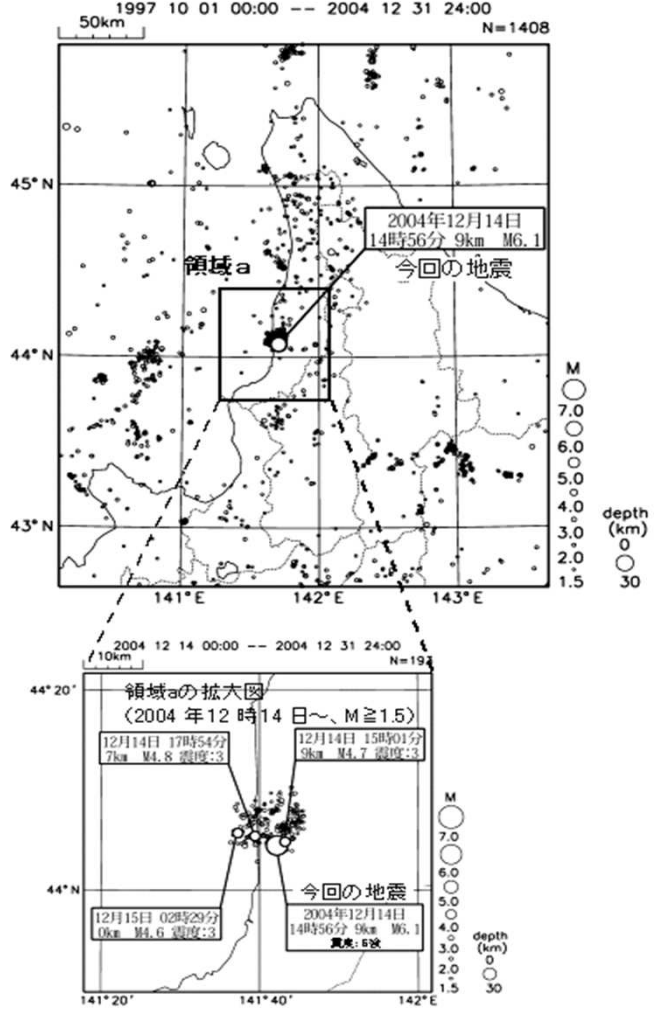 1997 10 01 00:00 -- 2004 12 31 24:00
50km
N=1408
45°N
2004年12月14日
14時56分 9km M6.1
領域a
今回の地震
44°N
M
7.0
6.0
5.0
4.0
3.0
2.0
1.5
depth
(km)
0
30
43°N
141°E
142°E
143°E
2004 12 14 00:00 -- 2004 12 31 24:00
10km
44°20'
領域aの拡大図
(2004 年12 時14 日～、M≧1.5)
12月14日 17時54分
7km M4.8 震度:3
12月14日 15時01分
9km M4.7 震度:3
M
7.0
6.0
5.0
4.0
3.0
2.0
1.5
depth
(km)
0
30
44°N
今回の地震
12月15日 02時29分
0km M4.6 震度:3
2004年12月14日
14時56分 9km M6.1
141°20'
141°40'
142°E